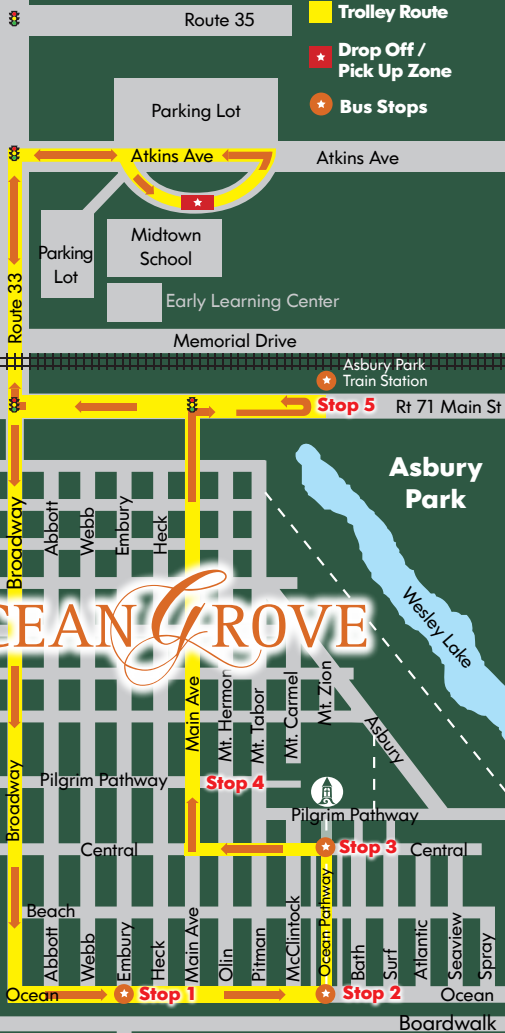 Route 35
Trolley Route
Drop Off /
Pick Up Zone
Bus Stops
Parking Lot
Atkins Ave
Atkins Ave
Midtown
School
Parking
Lot
Early Learning Center
Route 33
Memorial Drive
Asbury Park
Train Station
Stop 5
Rt 71 Main St
Asbury
Park
Broadway
Abbott
Webb
Embury
Heck
Wesley Lake
CEAN GROVE
Main Ave
Mt. Hermon
Mt. Tabor
Mt. Carmel
Mt. Zion
Asbury
Broadway
Pilgrim Pathway
Stop 4
Pilgrim Pathway
Central
Stop 3
Central
Beach
Abbott
Webb
Embury
Heck
Main Ave
Olin
Pitman
McClintock
Ocean Pathway
Bath
Surf
Atlantic
Seaview
Spray
Ocean
Stop 1
Stop 2
Ocean
Boardwalk